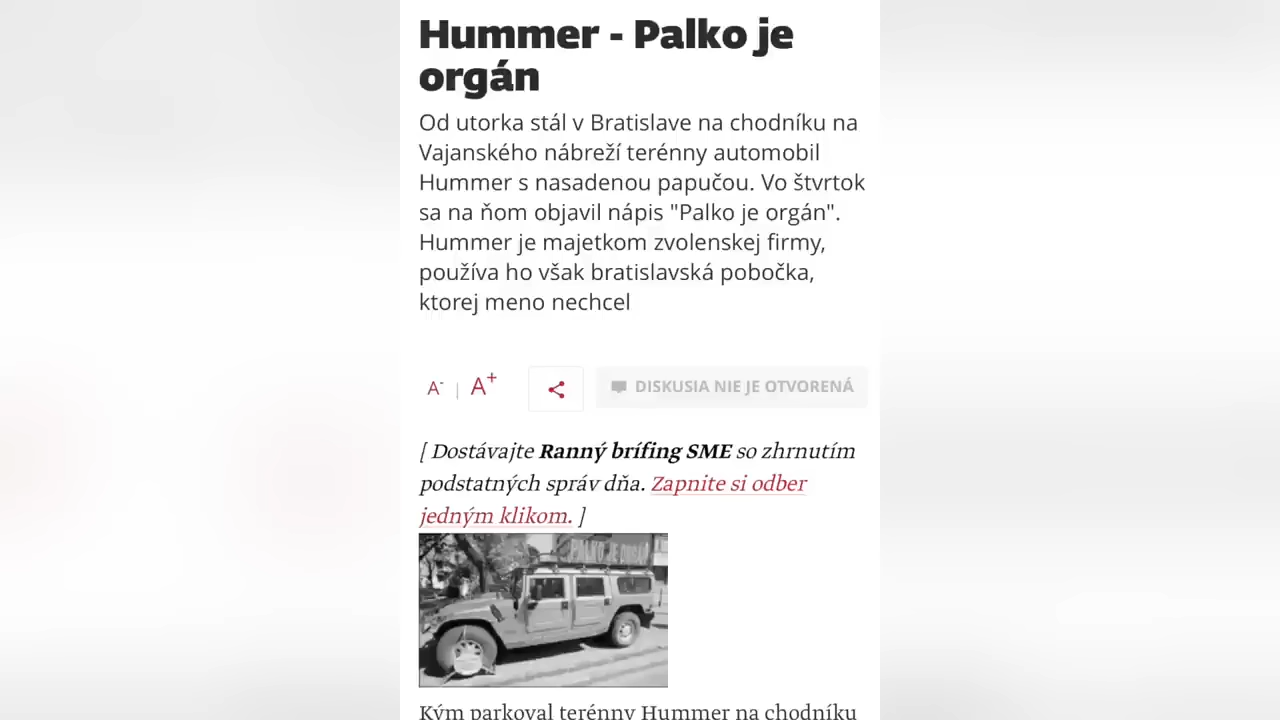 Hummer - Palko je
orgán
Od utorka stál v Bratislave na chodníku na
Vajanského nábreží terénny automobil
Hummer s nasadenou papučou. Vo štvrtok
sa na ňom objavil nápis "Palko je orgán".
Hummer je majetkom zvolenskej firmy,
používa ho však bratislavská pobočka,
ktorej meno nechcel
A- | A+ DISKUSIA NIE JE OTVORENÁ
[ Dostávajte Ranný brífing SME so zhrnutím
podstatných správ dňa. Zapnite si odber
jedným klikom. ]
PALKO JE ORGÁN
Kým parkoval terénny Hummer na chodníku